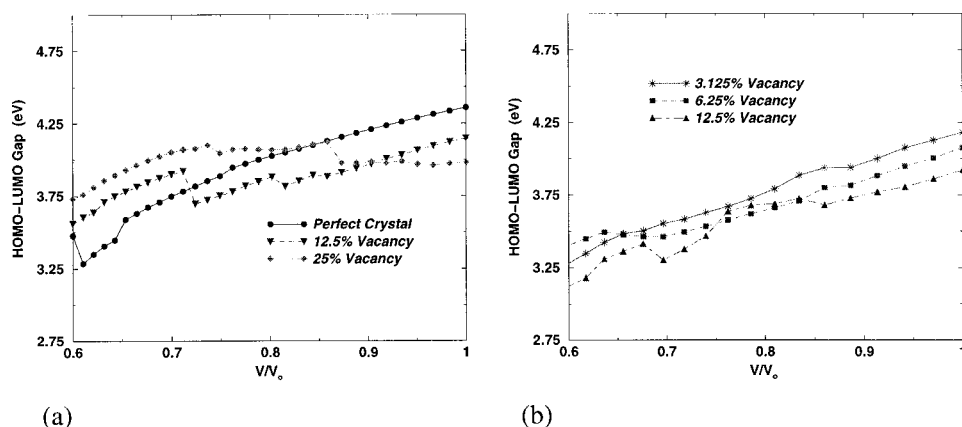 4.75
4.25
3.75
3.25
2.75
HOMO−LUMO Gap (eV)
Perfect Crystal
12.5% Vacancy
25% Vacancy
0.6 0.7 0.8 0.9 1
V/Vo
(a)
4.75
4.25
3.75
3.25
2.75
HOMO−LUMO Gap (eV)
3.125% Vacancy
6.25% Vacancy
12.5% Vacancy
0.6 0.7 0.8 0.9 1
V/Vo
(b)